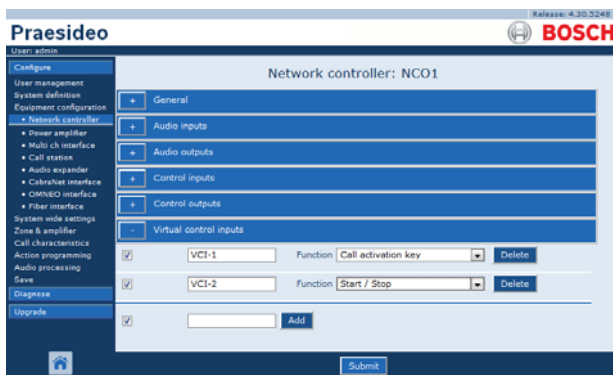 Release: 4.30.5248
Praesideo
BOSCH
User: admin
Configure
User management
System definition
Equipment configuration
• Network controller
• Power amplifier
• Multi ch interface
• Call station
• Audio expander
• CobraNet interface
• OMNEO interface
• Fiber interface
System wide settings
Zone & amplifier
Call characteristics
Action programming
Audio processing
Save
Diagnose
Upgrade
Network controller: NCO1
+ General
+ Audio inputs
+ Audio outputs
+ Control inputs
+ Control outputs
- Virtual control inputs
VCI-1 Function Call activation key Delete
VCI-2 Function Start / Stop Delete
Add
Submit